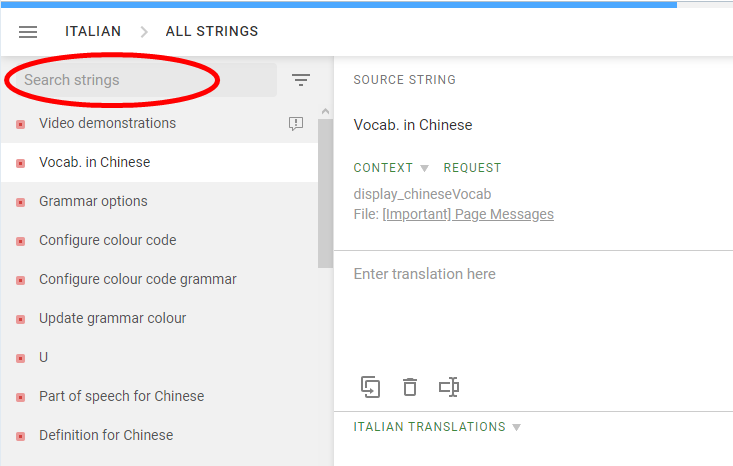 ITALIAN > ALL STRINGS
Search strings
Video demonstrations
Vocab. in Chinese
Grammar options
Configure colour code
Configure colour code grammar
Update grammar colour
U
Part of speech for Chinese
Definition for Chinese
SOURCE STRING
Vocab. in Chinese
CONTEXT REQUEST
display_chineseVocab
File: [Important] Page Messages
Enter translation here
ITALIAN TRANSLATIONS